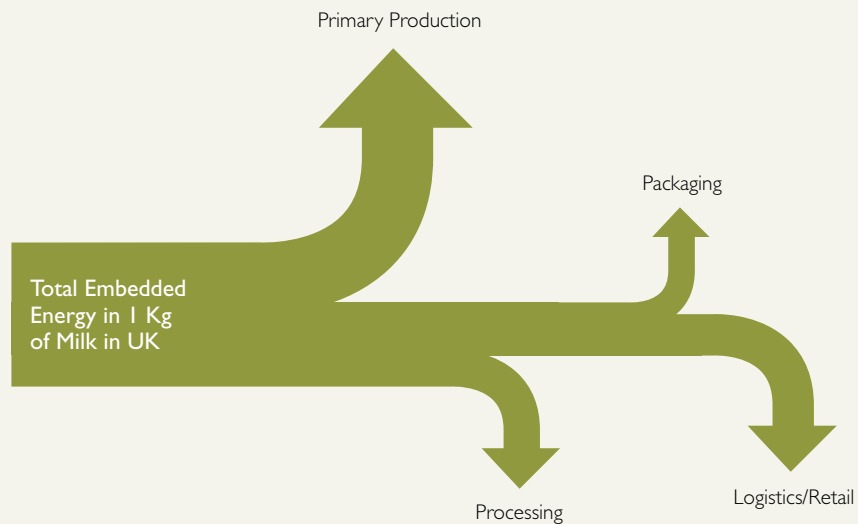 Primary Production
Packaging
Total Embedded
Energy in 1 Kg
of Milk in UK
Processing
Logistics/Retail